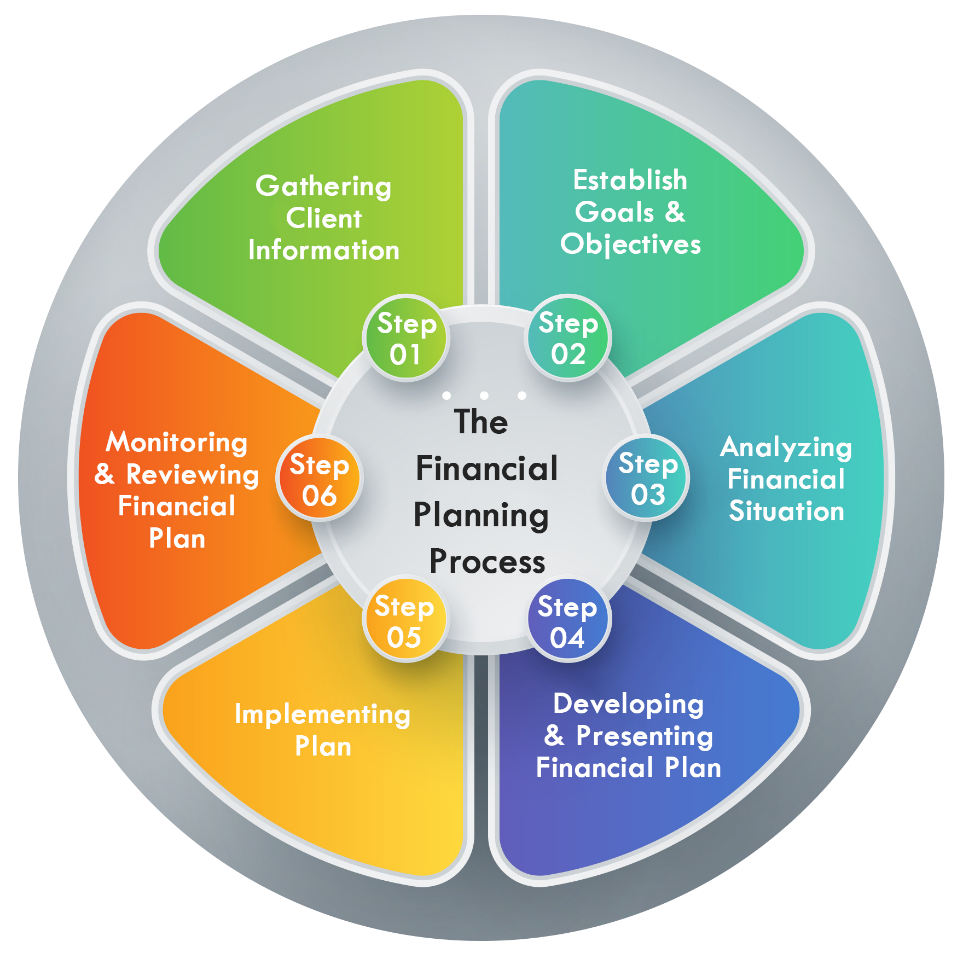 The
Financial
Planning
Process
Step
01
Gathering
Client
Information
Step
02
Establish
Goals &
Objectives
Step
03
Analyzing
Financial
Situation
Step
04
Developing
& Presenting
Financial Plan
Step
05
Implementing
Plan
Step
06
Monitoring
& Reviewing
Financial
Plan